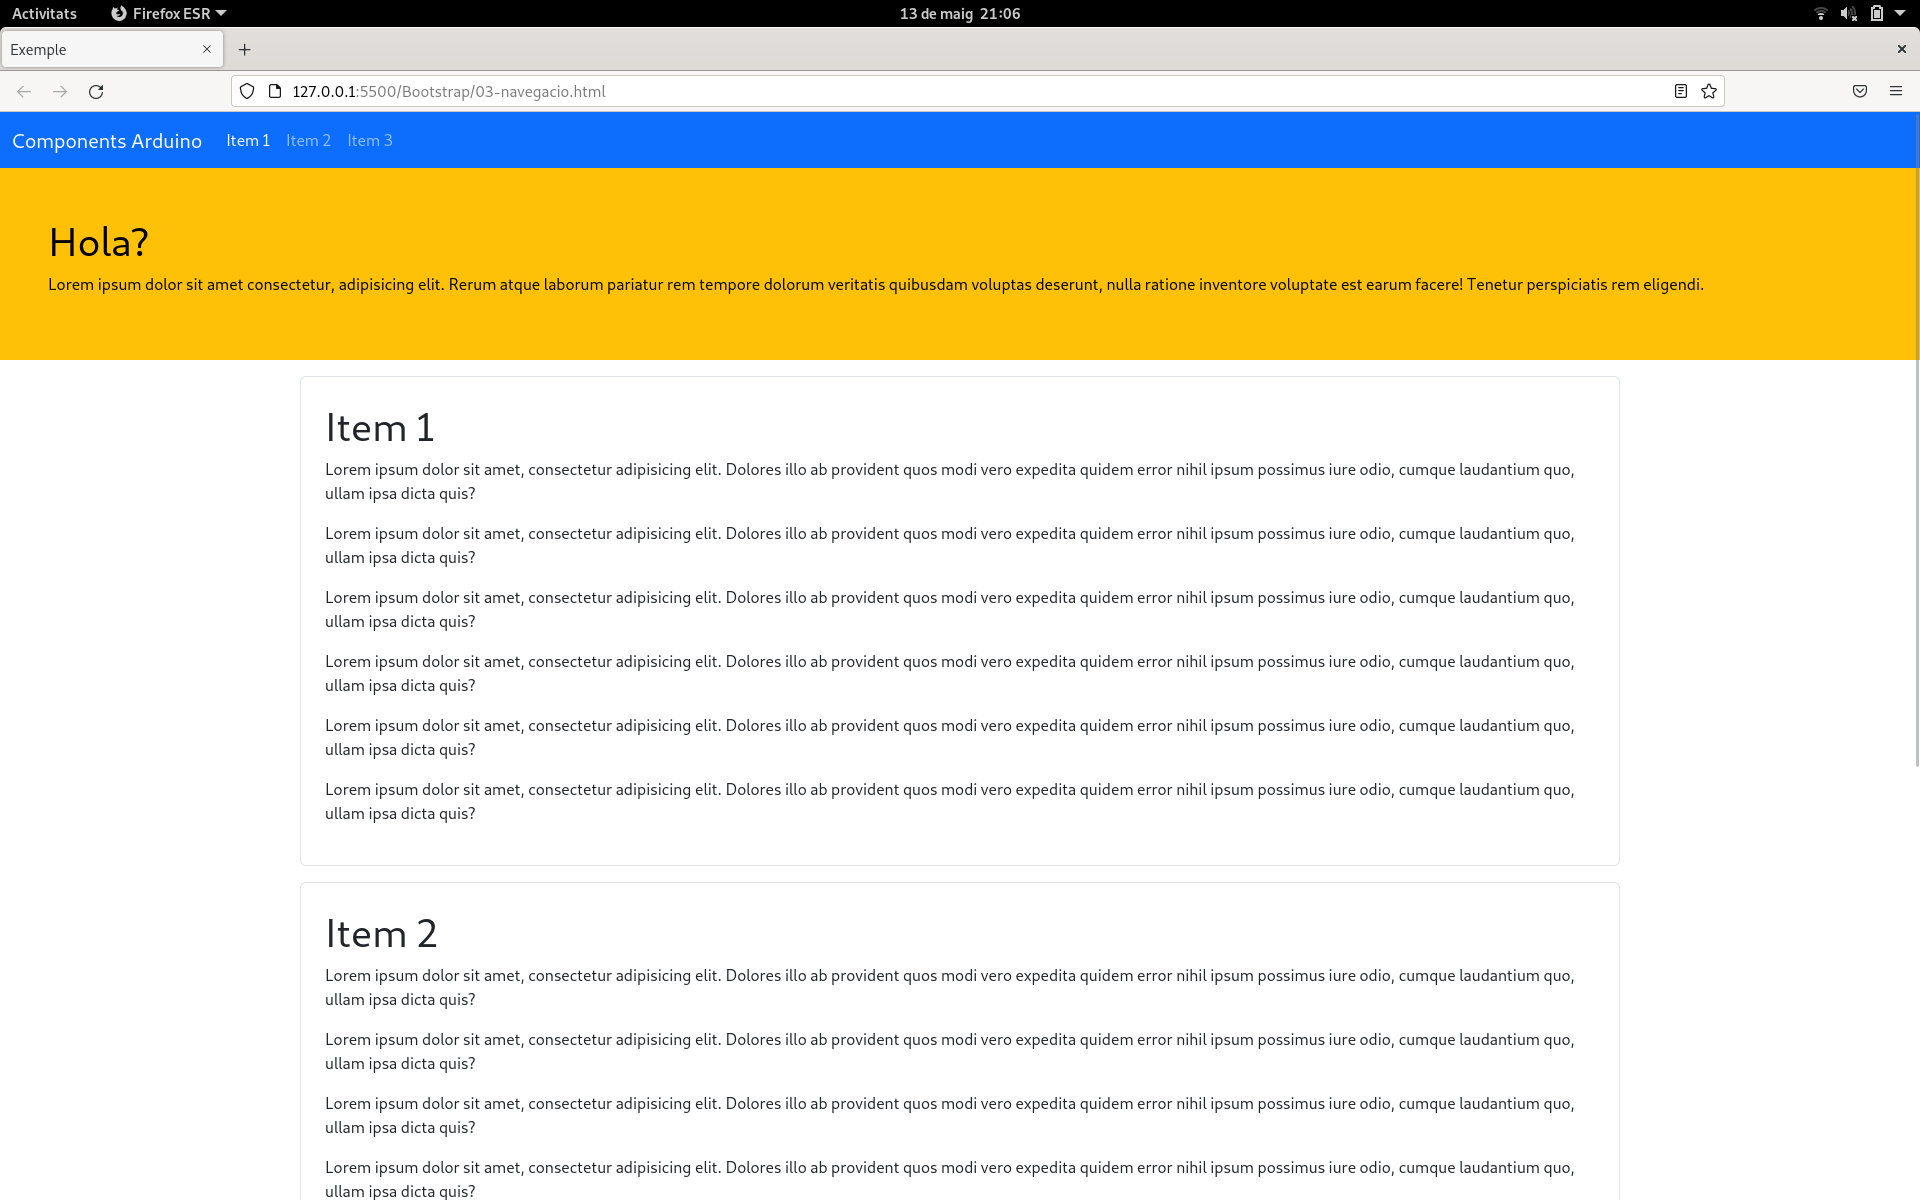 Activitats Firefox ESR 13 de maig 21:06
Exemple
127.0.0.1:5500/Bootstrap/03-navegacio.html
Components Arduino Item 1 Item 2 Item 3
Hola?
Lorem ipsum dolor sit amet consectetur, adipisicing elit. Rerum atque laborum pariatur rem tempore dolorum veritatis quibusdam voluptas deserunt, nulla ratione inventore voluptate est earum facere! Tenetur perspiciatis rem eligendi.
Item 1
Lorem ipsum dolor sit amet, consectetur adipisicing elit. Dolores illo ab provident quos modi vero expedita quidem error nihil ipsum possimus iure odio, cumque laudantium quo,
ullam ipsa dicta quis?
Lorem ipsum dolor sit amet, consectetur adipisicing elit. Dolores illo ab provident quos modi vero expedita quidem error nihil ipsum possimus iure odio, cumque laudantium quo,
ullam ipsa dicta quis?
Lorem ipsum dolor sit amet, consectetur adipisicing elit. Dolores illo ab provident quos modi vero expedita quidem error nihil ipsum possimus iure odio, cumque laudantium quo,
ullam ipsa dicta quis?
Lorem ipsum dolor sit amet, consectetur adipisicing elit. Dolores illo ab provident quos modi vero expedita quidem error nihil ipsum possimus iure odio, cumque laudantium quo,
ullam ipsa dicta quis?
Lorem ipsum dolor sit amet, consectetur adipisicing elit. Dolores illo ab provident quos modi vero expedita quidem error nihil ipsum possimus iure odio, cumque laudantium quo,
ullam ipsa dicta quis?
Lorem ipsum dolor sit amet, consectetur adipisicing elit. Dolores illo ab provident quos modi vero expedita quidem error nihil ipsum possimus iure odio, cumque laudantium quo,
ullam ipsa dicta quis?
Item 2
Lorem ipsum dolor sit amet, consectetur adipisicing elit. Dolores illo ab provident quos modi vero expedita quidem error nihil ipsum possimus iure odio, cumque laudantium quo,
ullam ipsa dicta quis?
Lorem ipsum dolor sit amet, consectetur adipisicing elit. Dolores illo ab provident quos modi vero expedita quidem error nihil ipsum possimus iure odio, cumque laudantium quo,
ullam ipsa dicta quis?
Lorem ipsum dolor sit amet, consectetur adipisicing elit. Dolores illo ab provident quos modi vero expedita quidem error nihil ipsum possimus iure odio, cumque laudantium quo,
ullam ipsa dicta quis?
Lorem ipsum dolor sit amet, consectetur adipisicing elit. Dolores illo ab provident quos modi vero expedita quidem error nihil ipsum possimus iure odio, cumque laudantium quo,
ullam ipsa dicta quis?